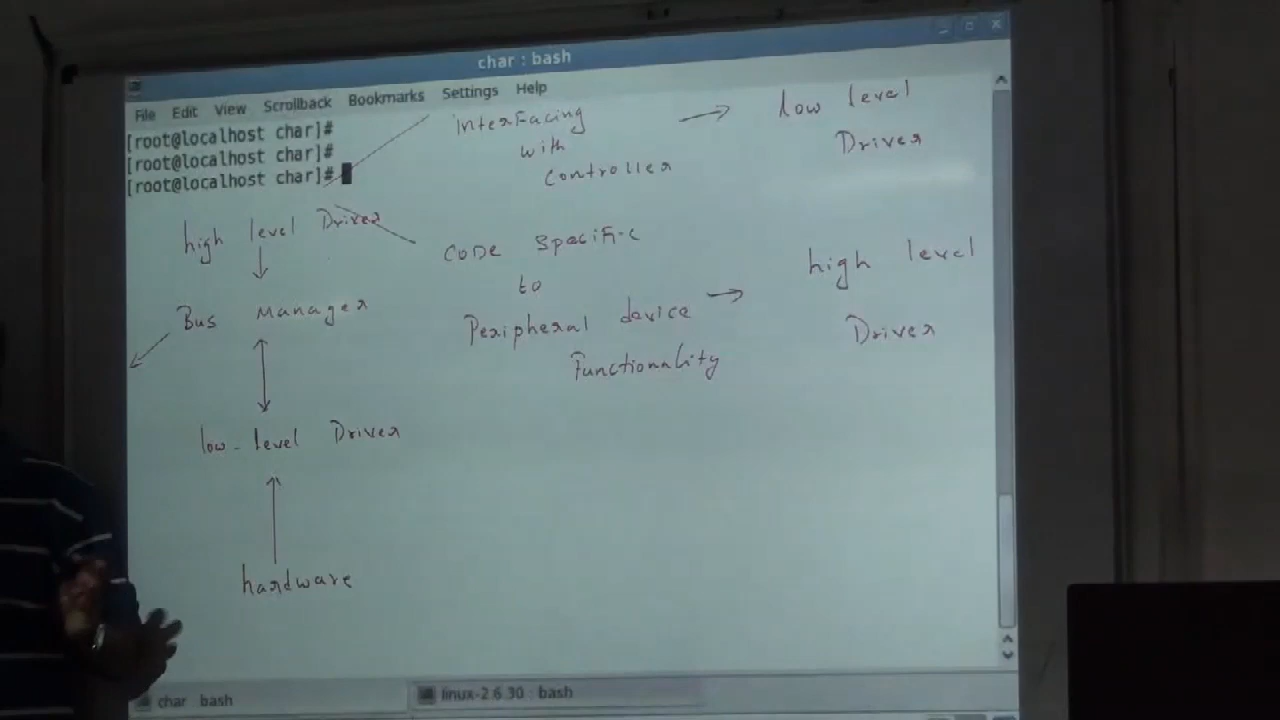 char : bash
File Edit View Scrollback Bookmarks Settings Help
[root@localhost char]#
[root@localhost char]#
[root@localhost char]#
Interfacing
with
controller
low level
Driver
high level Driver
Bus Manager
low-level Driver
hardware
CODE Specific
to
Peripheral device
Functionality
high level
Driver
char bash
linux-2.6.30 : bash